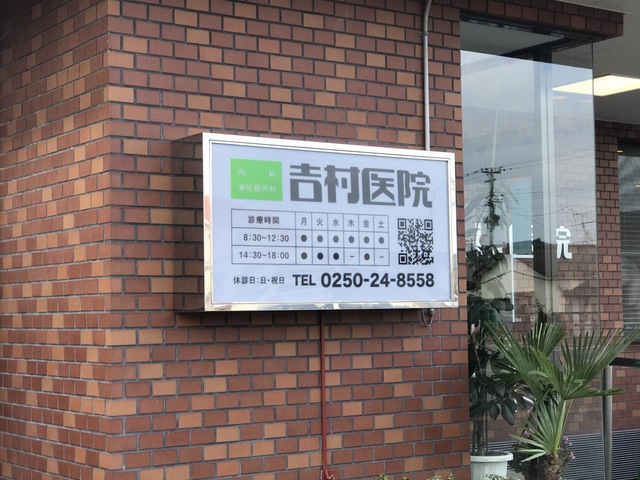 内科
消化器内科
吉村医院
診療時間 月 火 水 木 金 土
8:30~12:30 ● ● ● ● ● ●
14:30~18:00 ● ● ● − ● −
休診日:日・祝日 TEL 0250-24-8558
院